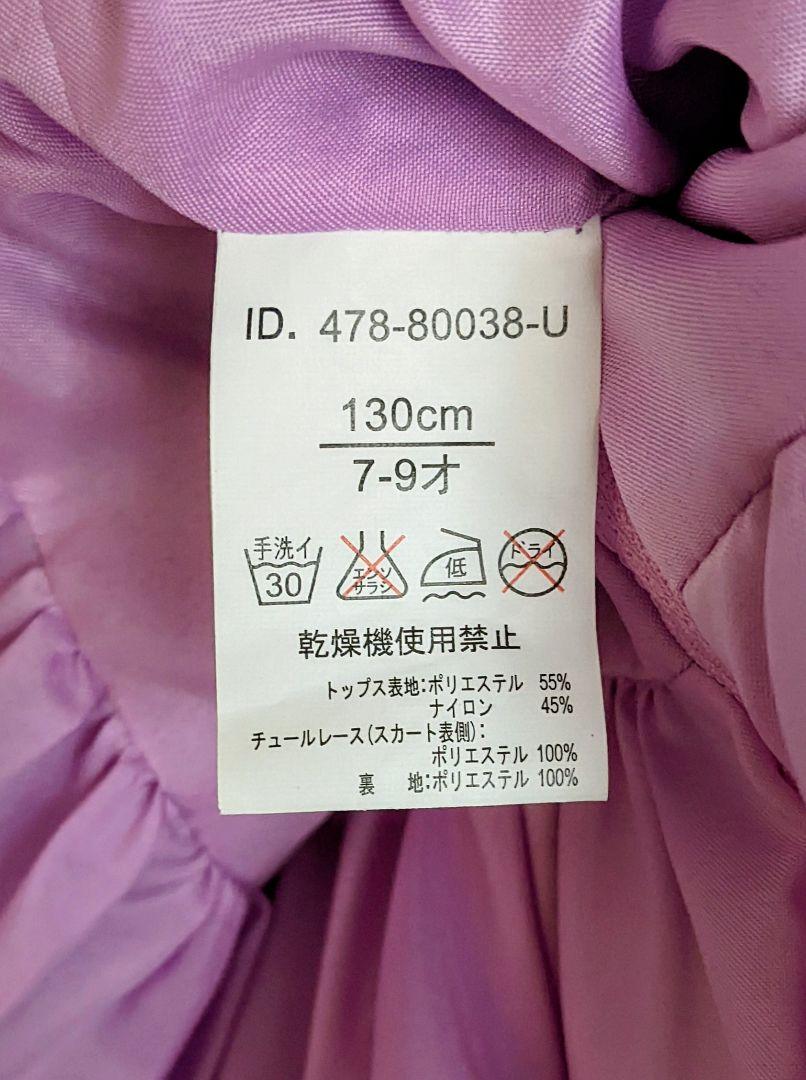 ID. 478-80038-U
130cm
7-9才
手洗イ
30
エンソ
サラシ
低
ドライ
乾燥機使用禁止
トップス表地:ポリエステル 55%
ナイロン 45%
チュールレース(スカート表側):
ポリエステル 100%
裏 地:ポリエステル 100%